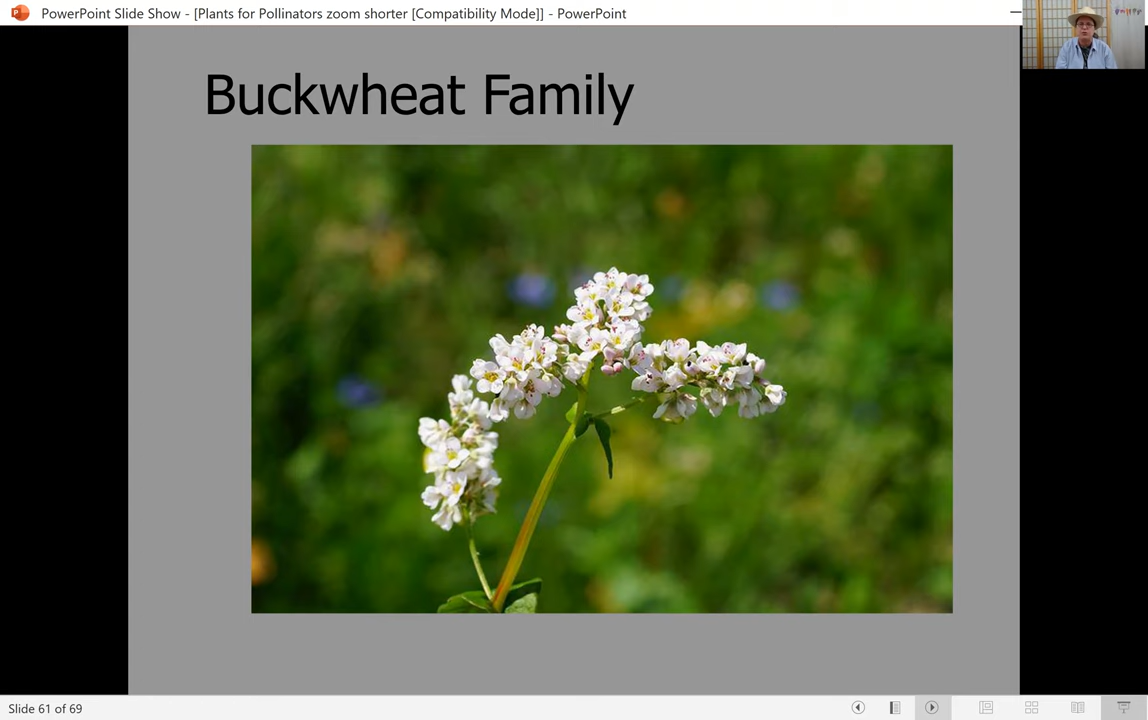 PowerPoint Slide Show - [Plants for Pollinators zoom shorter [Compatibility Mode]] - PowerPoint
Buckwheat Family
Slide 61 of 69